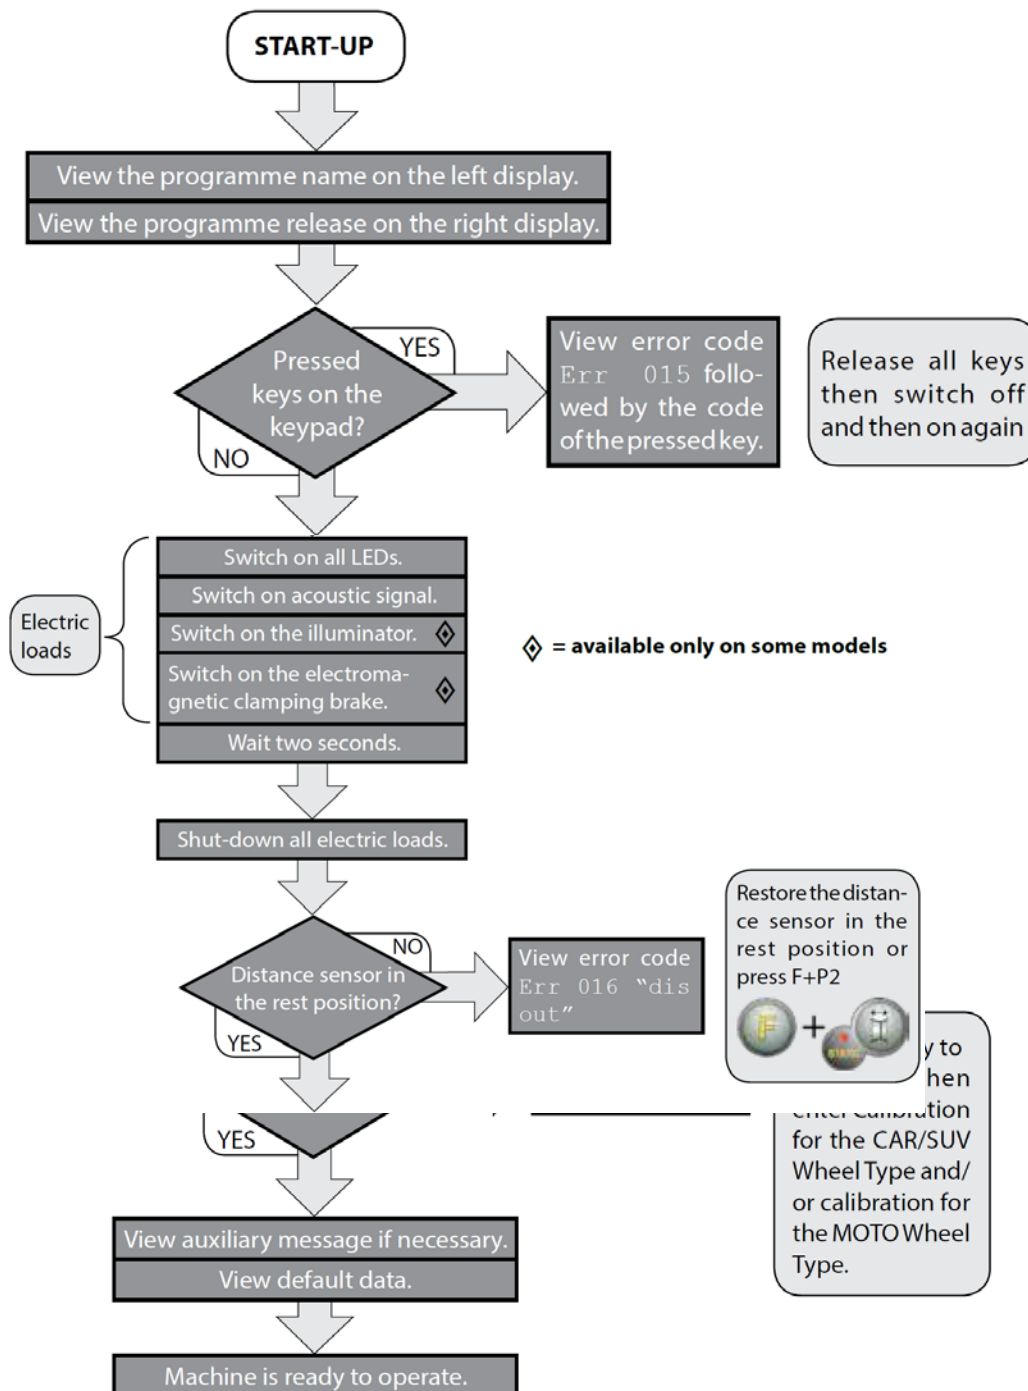 START-UP
View the programme name on the left display.
View the programme release on the right display.
Pressed
keys on the
keypad?
YES
NO
View error code
Err 015 follo-
wed by the code
of the pressed key.
Release all keys
then switch off
and then on again
Electric
loads
Switch on all LEDs.
Switch on acoustic signal.
Switch on the illuminator.
Switch on the electroma-
gnetic clamping brake.
Wait two seconds.
= available only on some models
Shut-down all electric loads.
Distance sensor in
the rest position?
NO
YES
View error code
Err 016 “dis
out”
Restore the distan-
ce sensor in the
rest position or
press F+P2
F
+
y to
hen
enter Calibration
for the CAR/SUV
Wheel Type and/
or calibration for
the MOTO Wheel
Type.
YES
View auxiliary message if necessary.
View default data.
Machine is ready to operate.